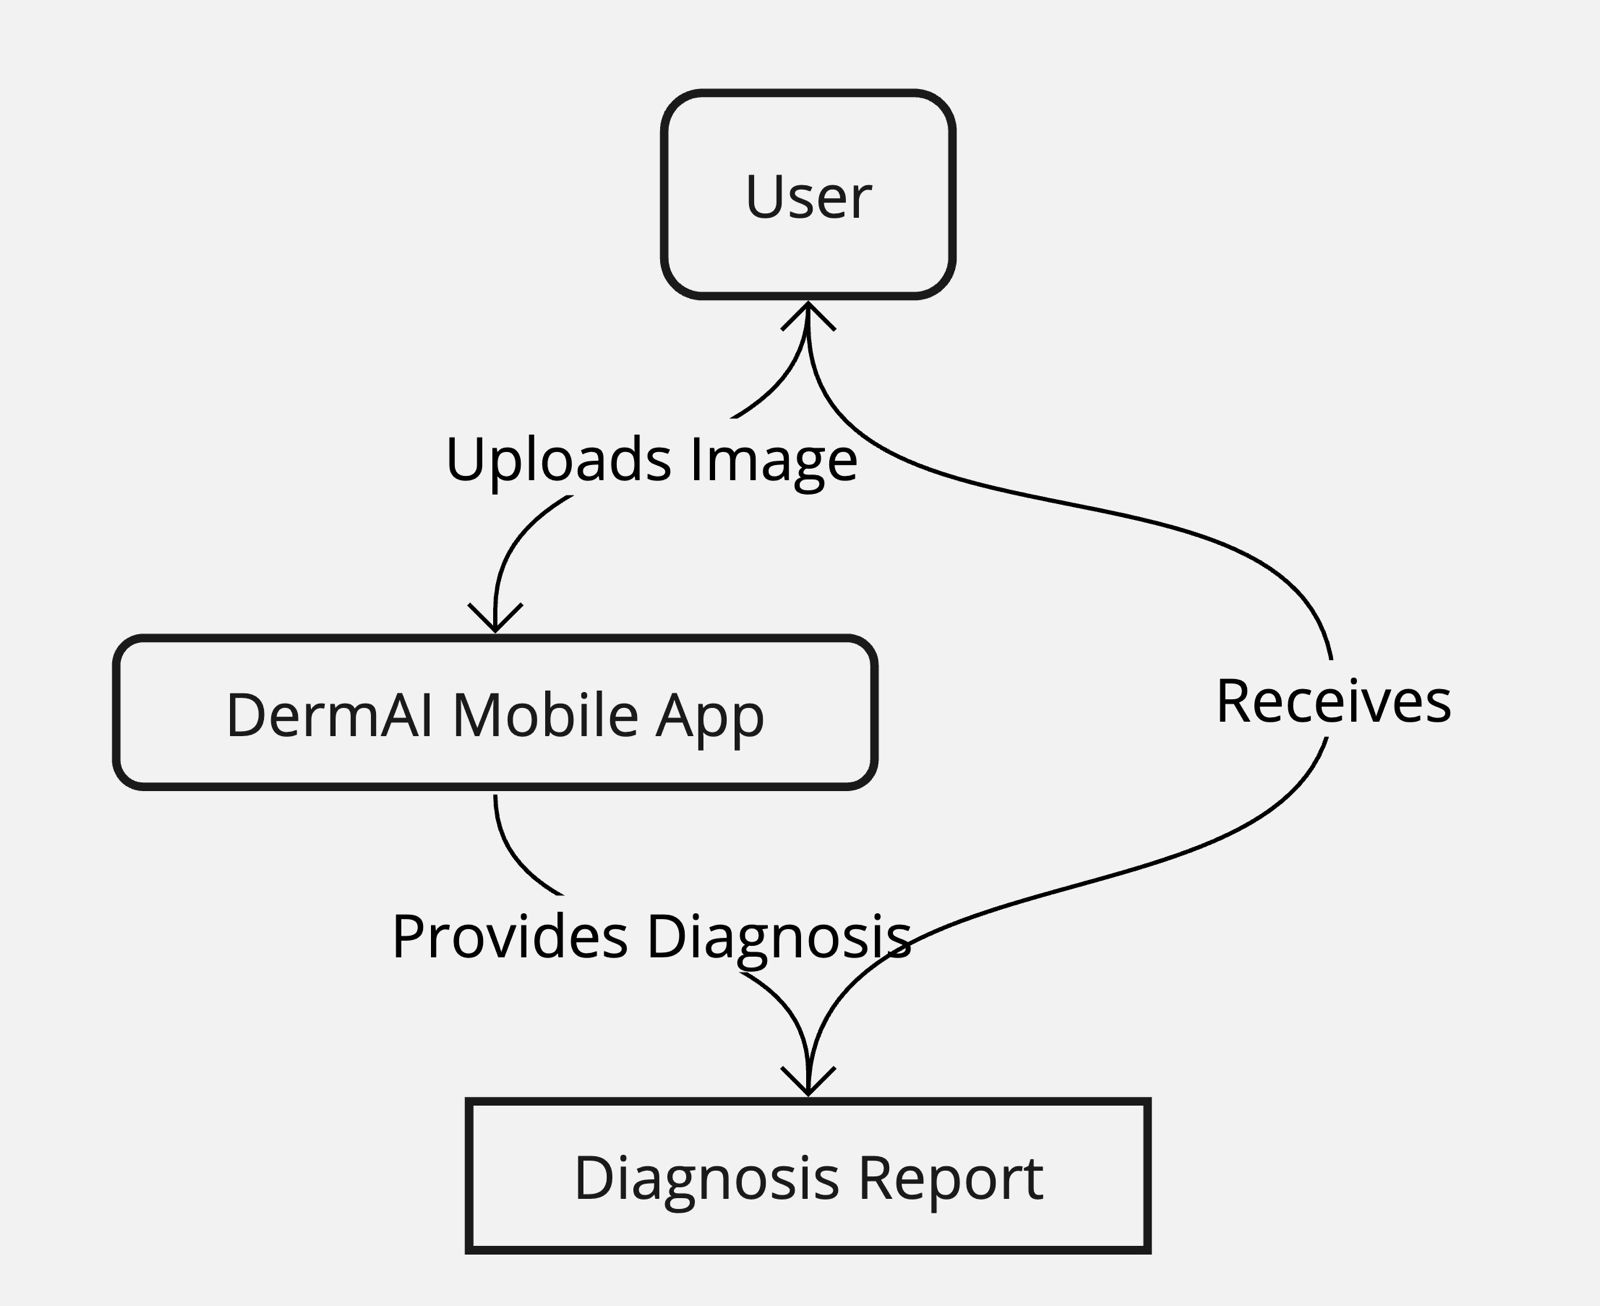 User
Uploads Image
DermAI Mobile App
Receives
Provides Diagnosis
Diagnosis Report